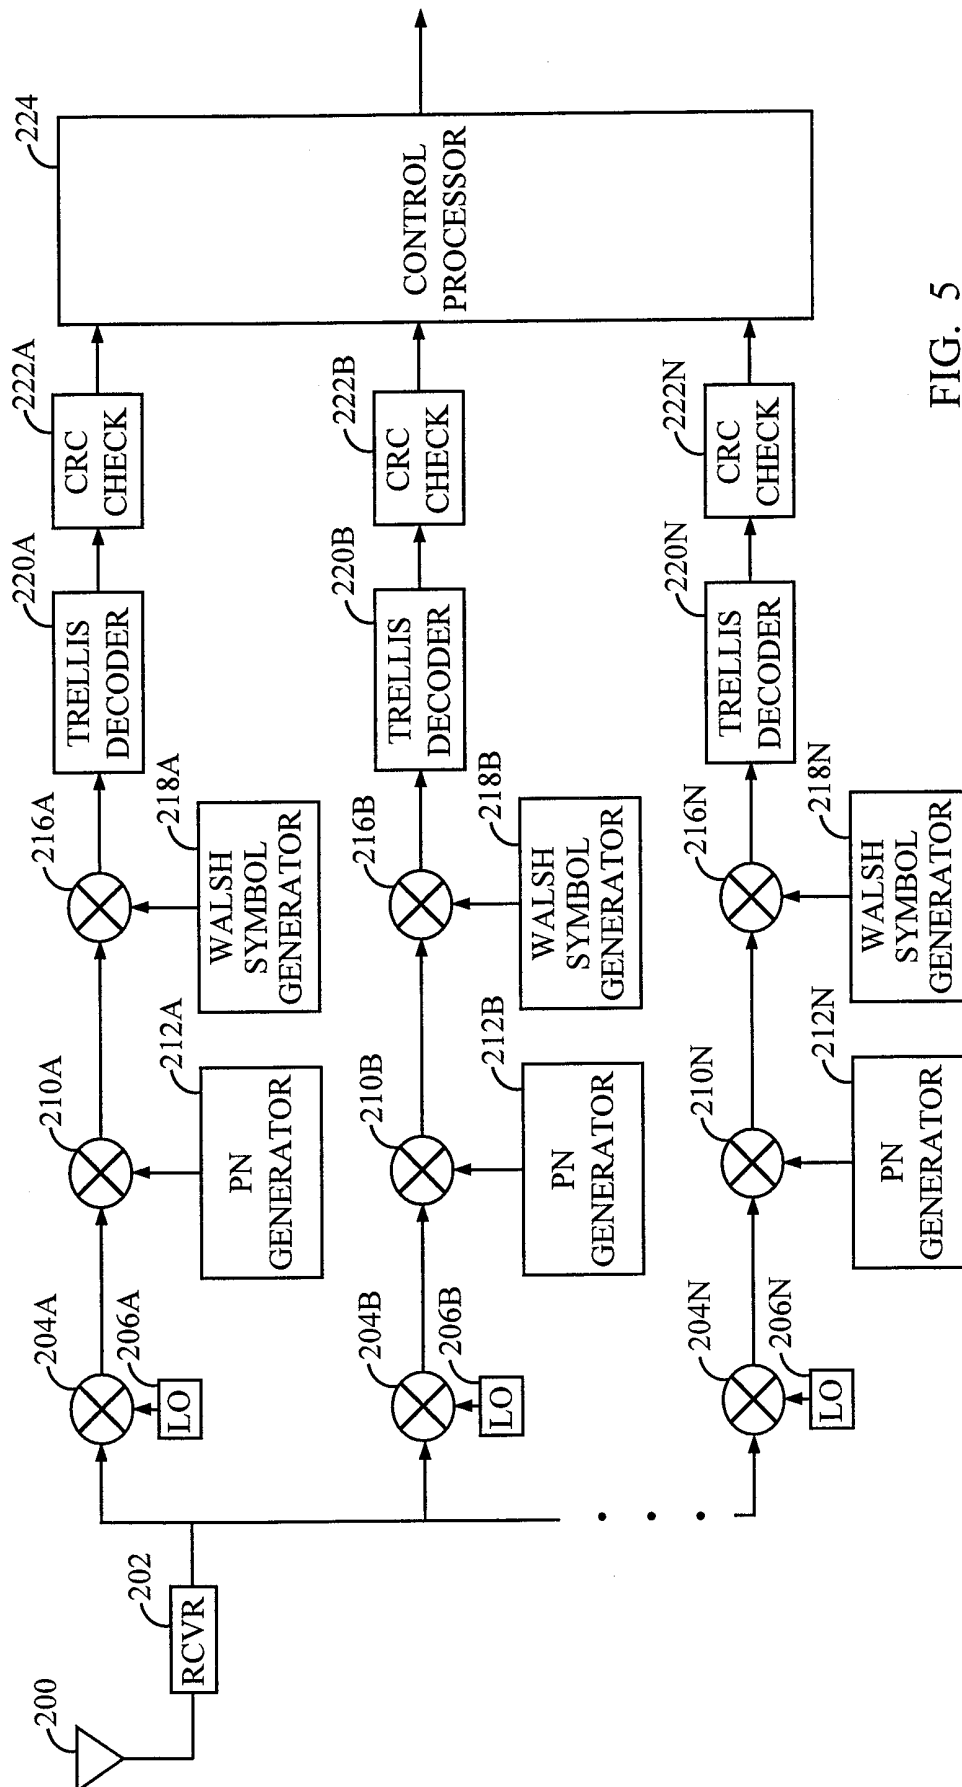 200
202
RCVR
204A
206A
LO
210A
212A
PN
GENERATOR
216A
218A
WALSH
SYMBOL
GENERATOR
220A
TRELLIS
DECODER
222A
CRC
CHECK
204B
206B
LO
210B
212B
PN
GENERATOR
216B
218B
WALSH
SYMBOL
GENERATOR
220B
TRELLIS
DECODER
222B
CRC
CHECK
204N
206N
LO
210N
212N
PN
GENERATOR
216N
218N
WALSH
SYMBOL
GENERATOR
220N
TRELLIS
DECODER
222N
CRC
CHECK
224
CONTROL
PROCESSOR
FIG. 5